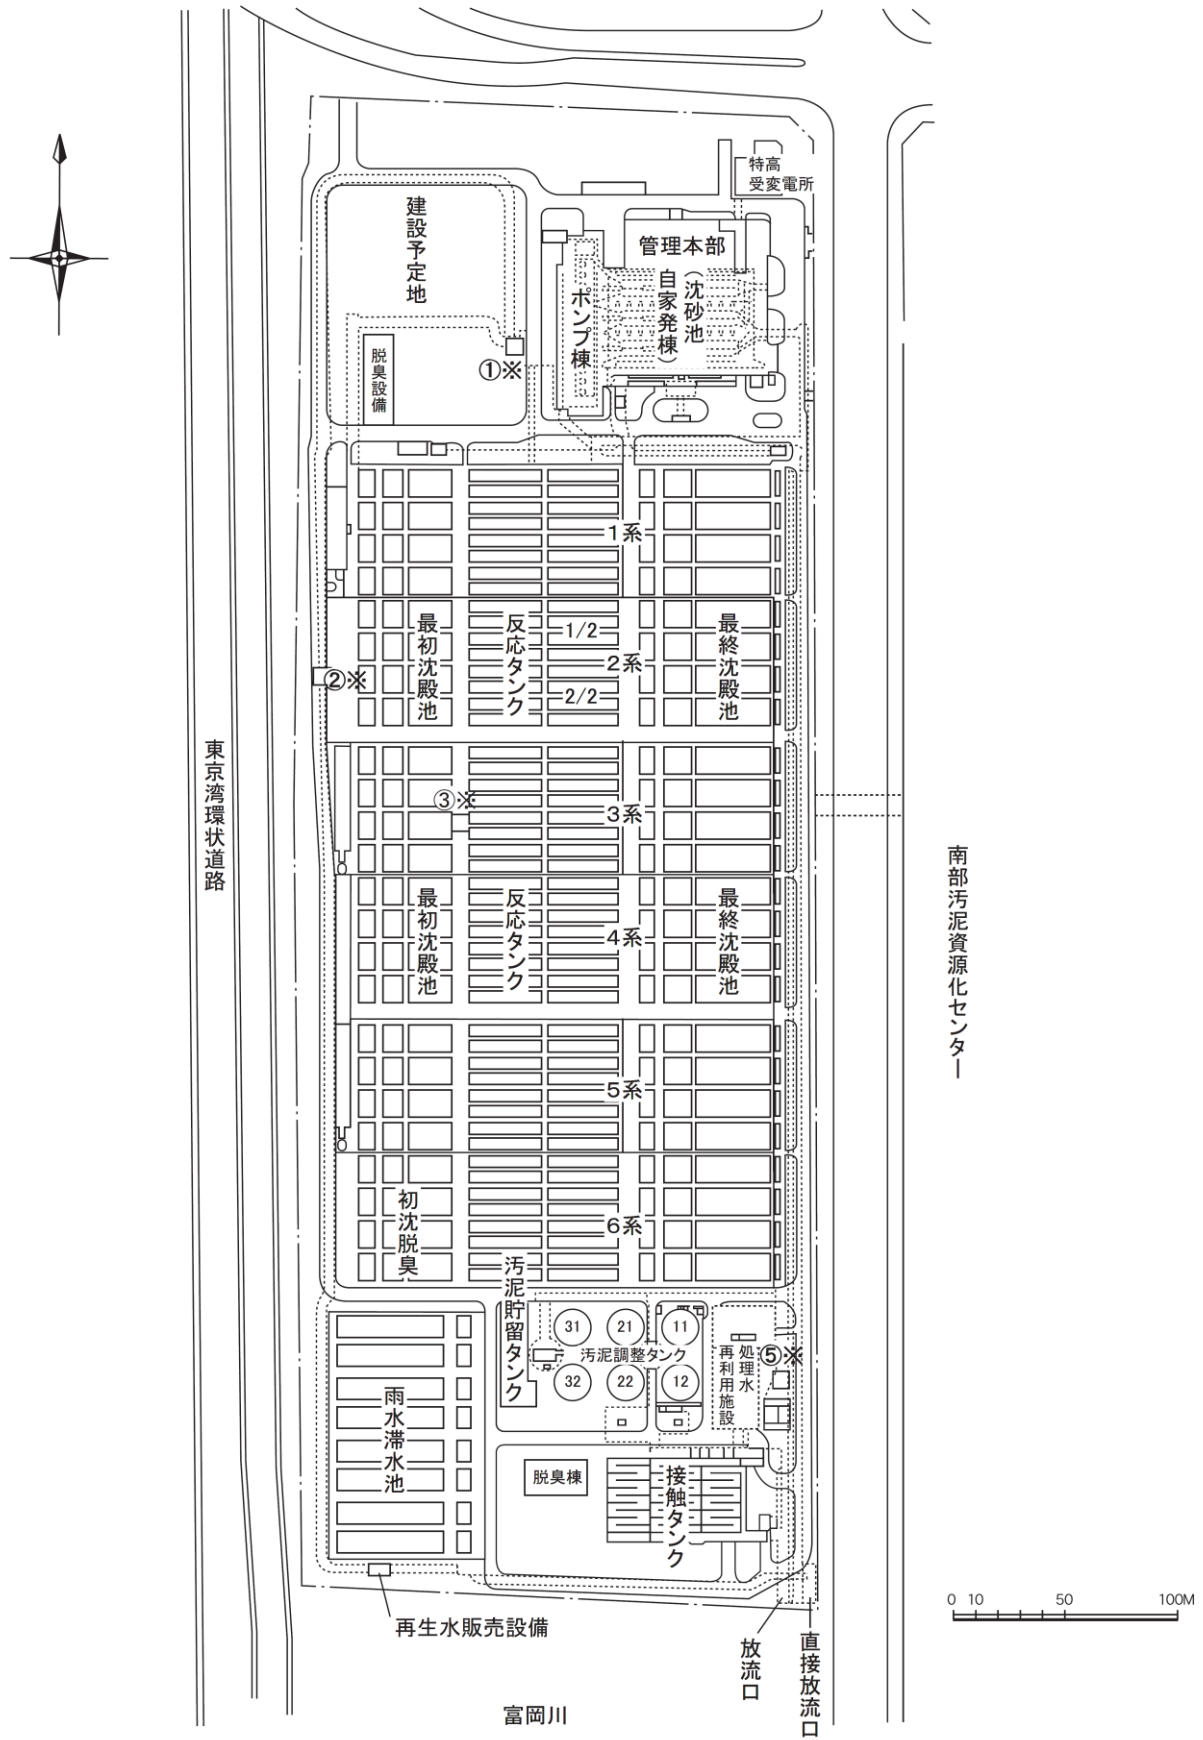 特高
受変電所
建設予定地
管理本部
(沈砂池
自家発棟)
ポンプ棟
脱臭設備
①※
1系
最初沈殿池
反応タンク
1/2
2系
2/2
最終沈殿池
②※
東京湾環状道路
③※
3系
南部汚泥資源化センター
最初沈殿池
反応タンク
4系
最終沈殿池
5系
初沈脱臭
6系
汚泥貯留タンク
31
21
11
汚泥調整タンク
32
22
12
処理水
再利用施設
⑤※
雨水滞水池
脱臭棟
接触タンク
再生水販売設備
放流口
直接放流口
0 10 50 100M
富岡川